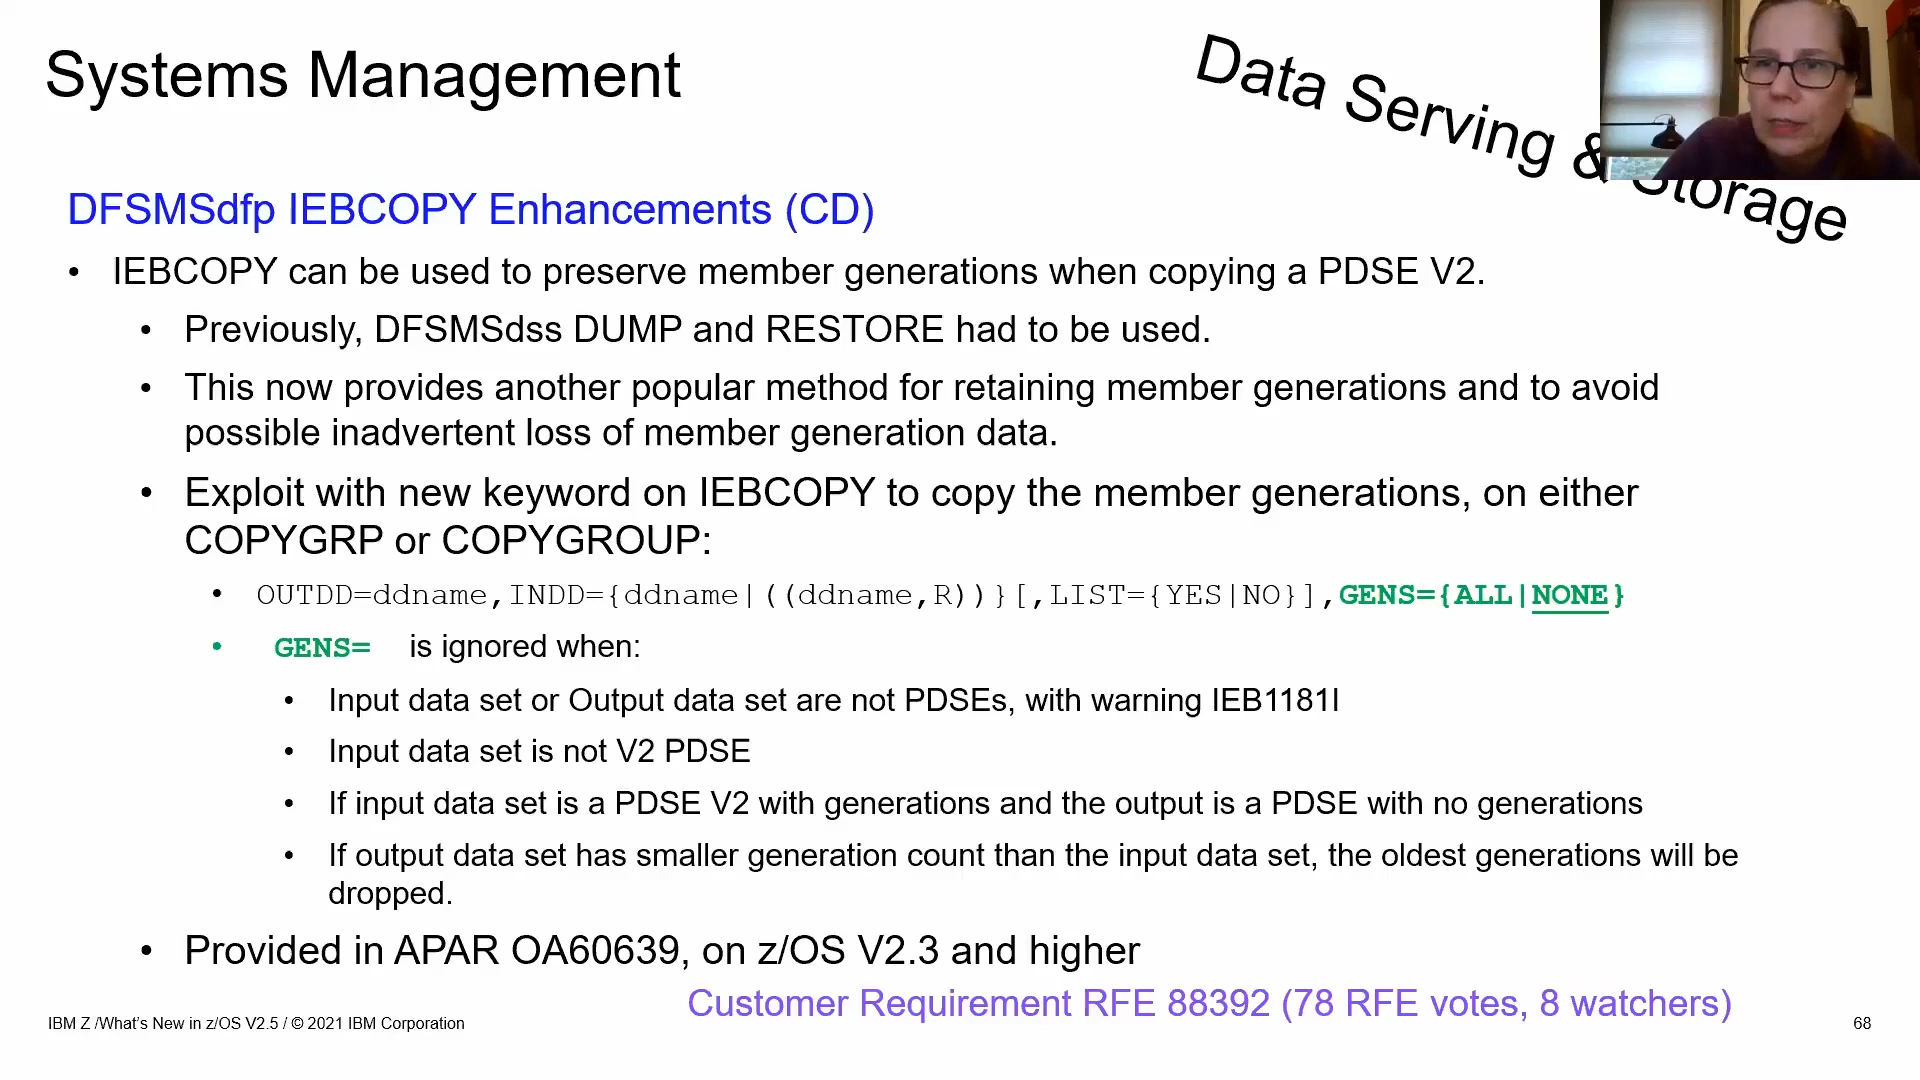 Systems Management
Data Serving & Storage
DFSMSdfp IEBCOPY Enhancements (CD)
• IEBCOPY can be used to preserve member generations when copying a PDSE V2.
• Previously, DFSMSdss DUMP and RESTORE had to be used.
• This now provides another popular method for retaining member generations and to avoid
possible inadvertent loss of member generation data.
• Exploit with new keyword on IEBCOPY to copy the member generations, on either
COPYGRP or COPYGROUP:
• OUTDD=ddname,INDD={ddname|((ddname,R))}[,LIST={YES|NO}],GENS={ALL|NONE}
• GENS= is ignored when:
• Input data set or Output data set are not PDSEs, with warning IEB1181I
• Input data set is not V2 PDSE
• If input data set is a PDSE V2 with generations and the output is a PDSE with no generations
• If output data set has smaller generation count than the input data set, the oldest generations will be
dropped.
• Provided in APAR OA60639, on z/OS V2.3 and higher
Customer Requirement RFE 88392 (78 RFE votes, 8 watchers)
IBM Z /What's New in z/OS V2.5 / © 2021 IBM Corporation
68